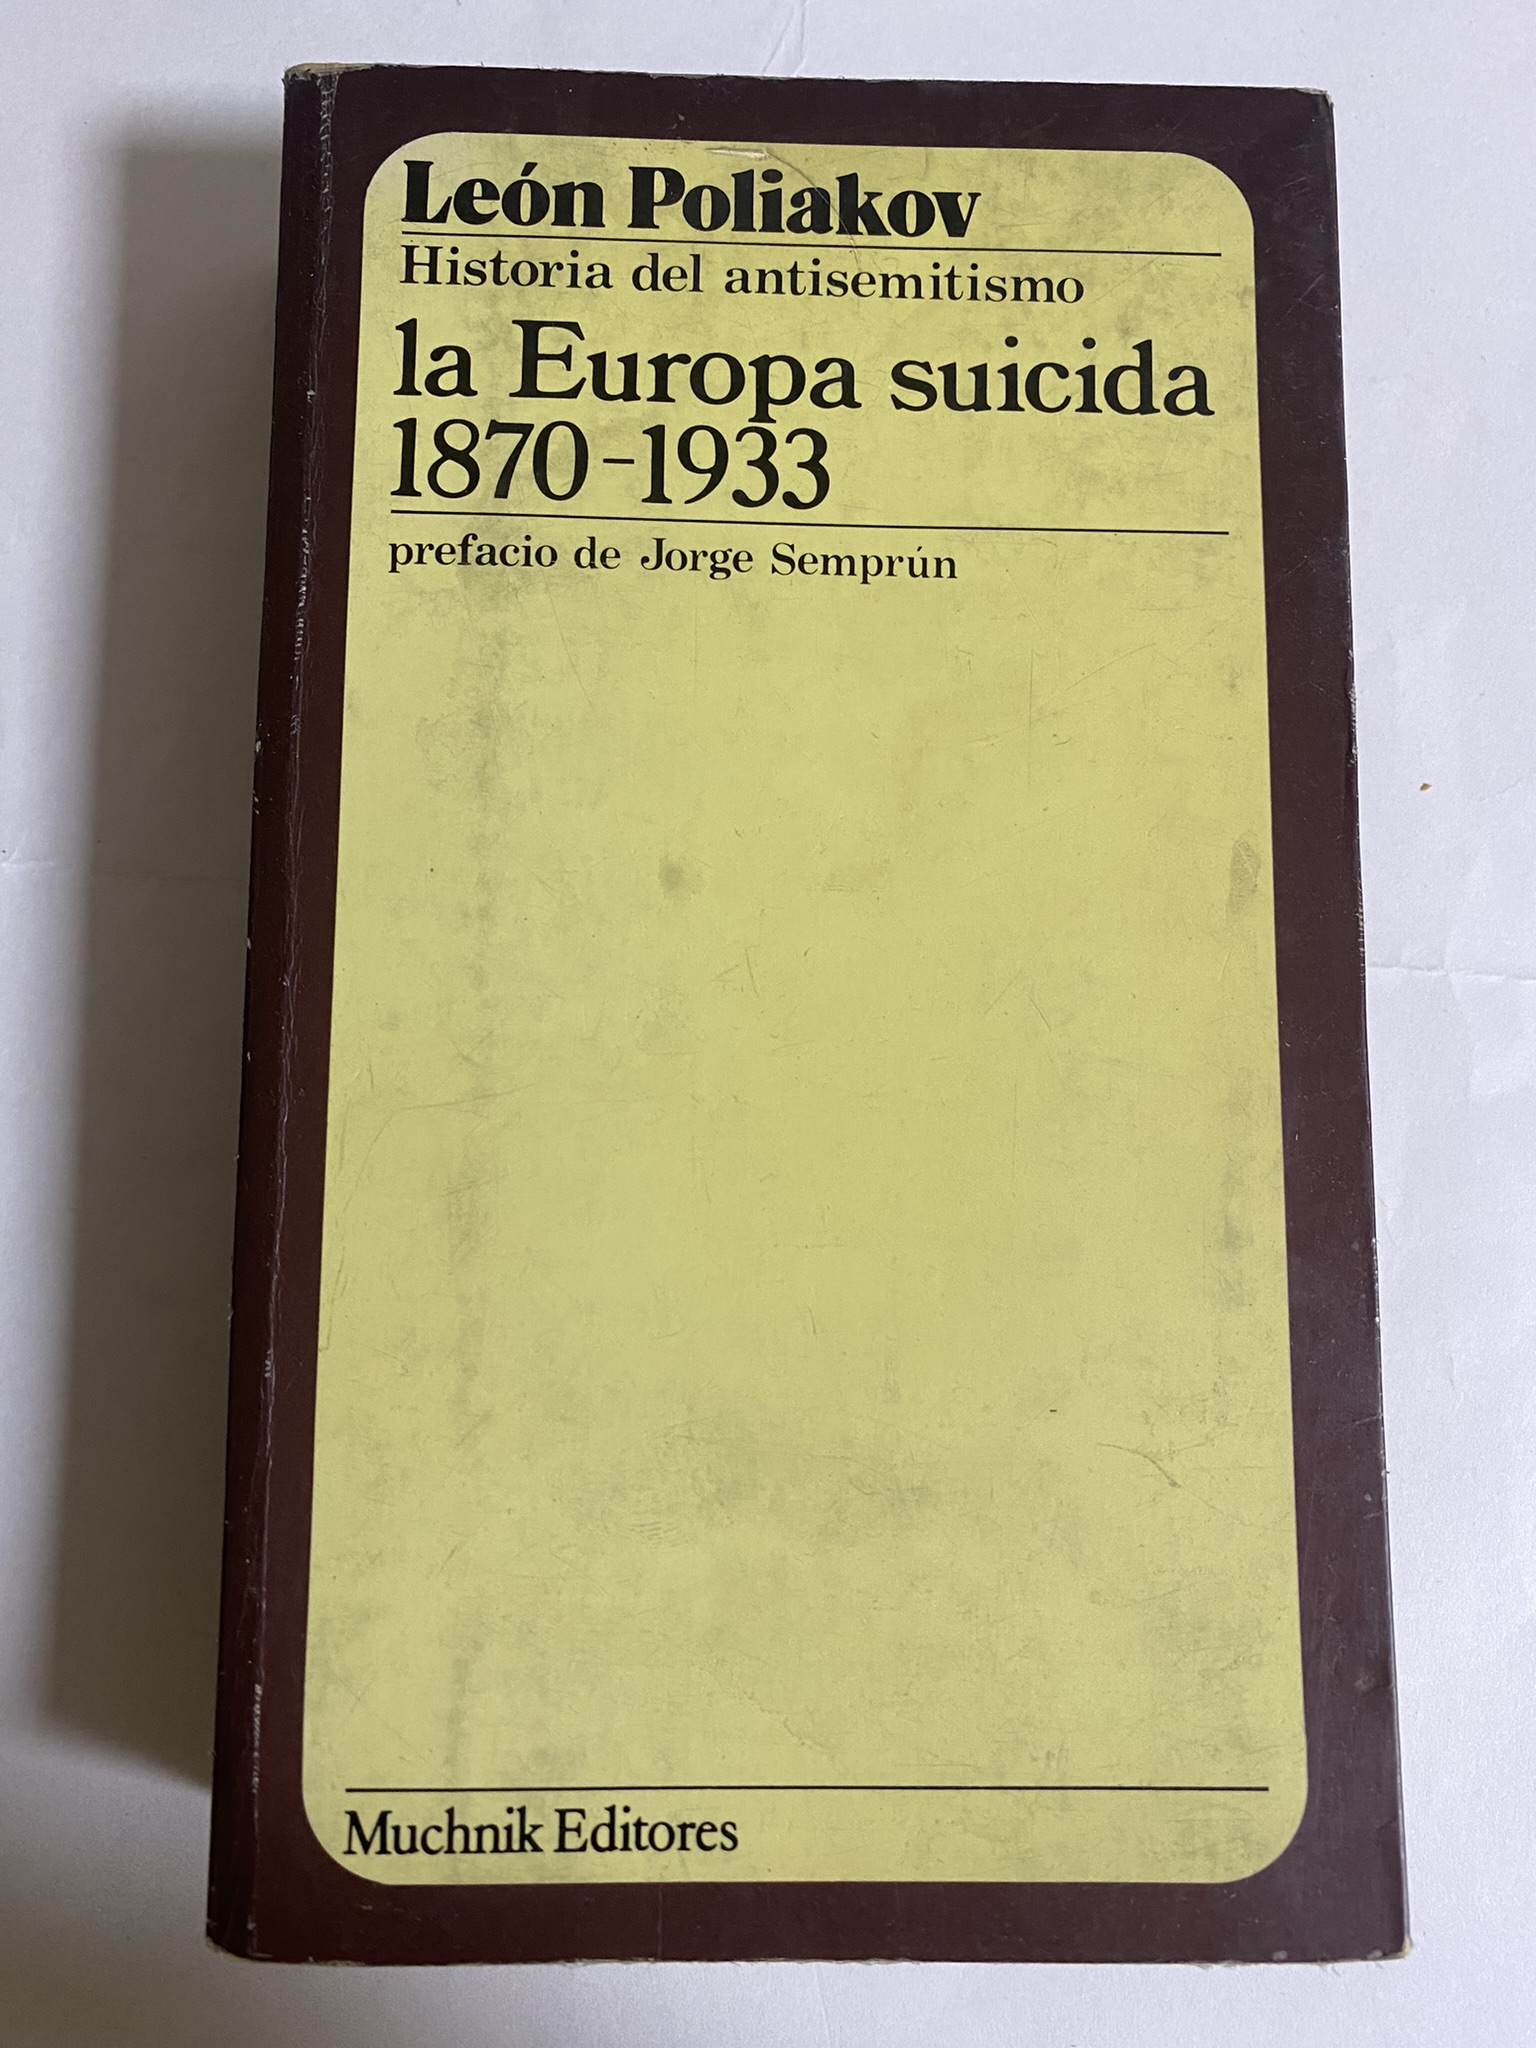 León Poliakov
Historia del antisemitismo
la Europa suicida
1870-1933
prefacio de Jorge Semprún
Muchnik Editores